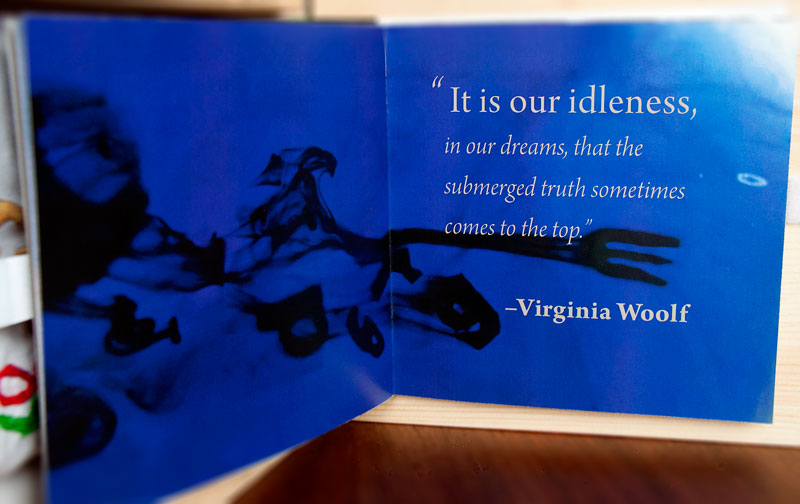 “It is our idleness,
in our dreams, that the
submerged truth sometimes
comes to the top.”
–Virginia Woolf